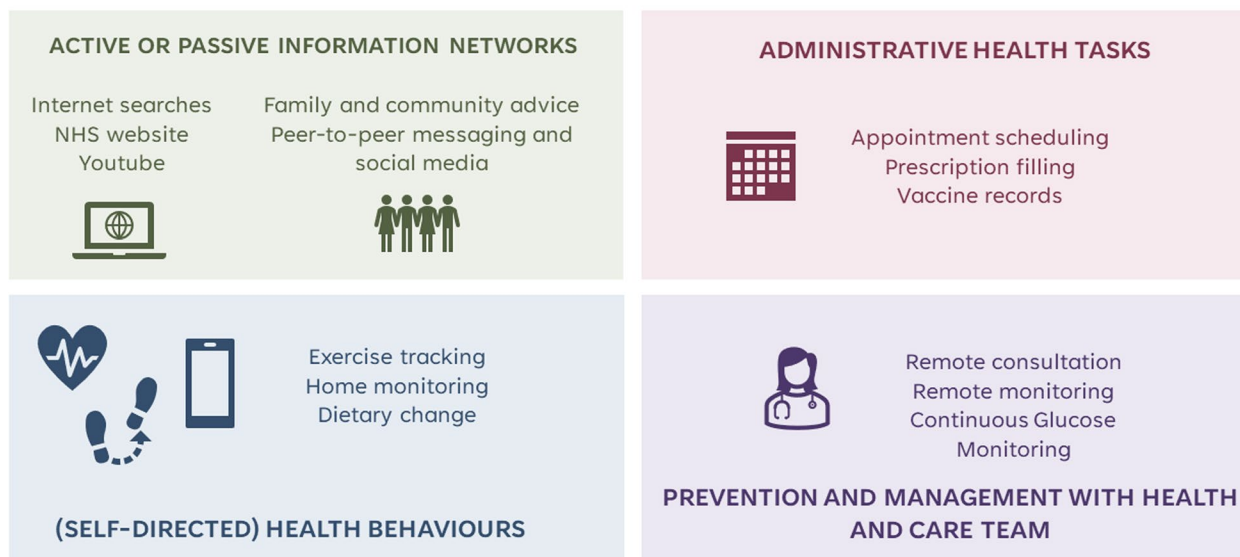 ACTIVE OR PASSIVE INFORMATION NETWORKS
Internet searches
NHS website
Youtube
Family and community advice
Peer-to-peer messaging and
social media
ADMINISTRATIVE HEALTH TASKS
Appointment scheduling
Prescription filling
Vaccine records
Exercise tracking
Home monitoring
Dietary change
(SELF-DIRECTED) HEALTH BEHAVIOURS
Remote consultation
Remote monitoring
Continuous Glucose
Monitoring
PREVENTION AND MANAGEMENT WITH HEALTH
AND CARE TEAM